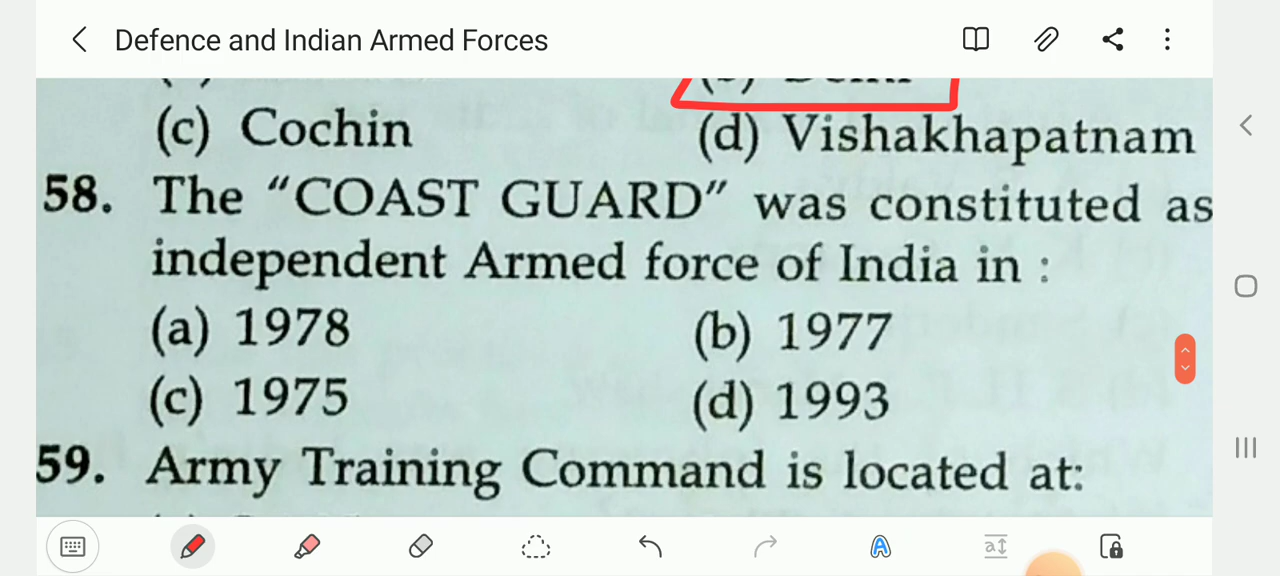 Defence and Indian Armed Forces
(c) Cochin
(d) Vishakhapatnam
58. The "COAST GUARD" was constituted as
independent Armed force of India in :
(a) 1978
(b) 1977
(c) 1975
(d) 1993
59. Army Training Command is located at: